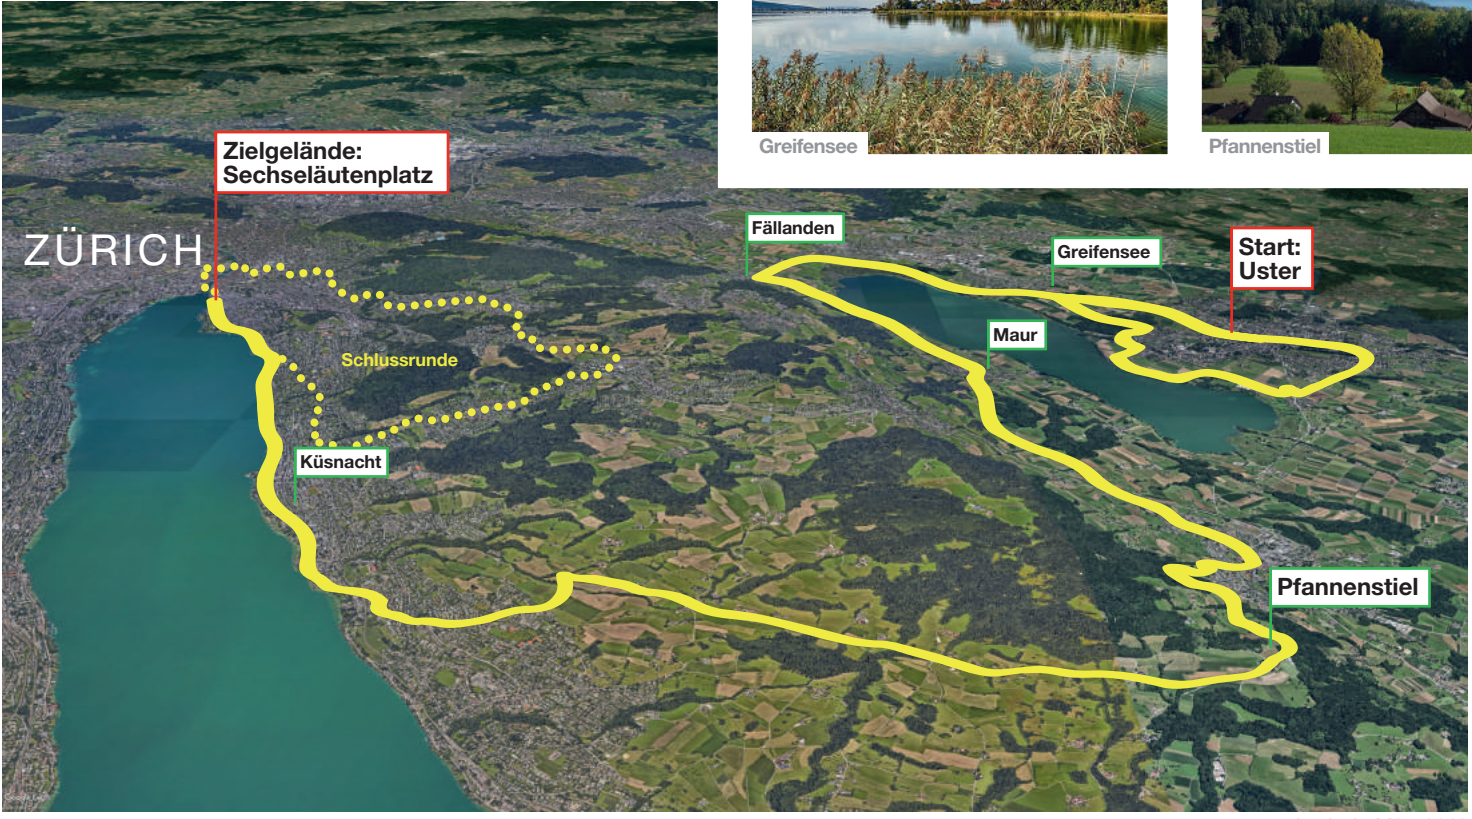 Greifensee
Pfannenstiel
Zielgelände:
Sechseläutenplatz
ZÜRICH
Fällanden
Greifensee
Start:
Uster
Maur
Schlussrunde
Küsnacht
Pfannenstiel